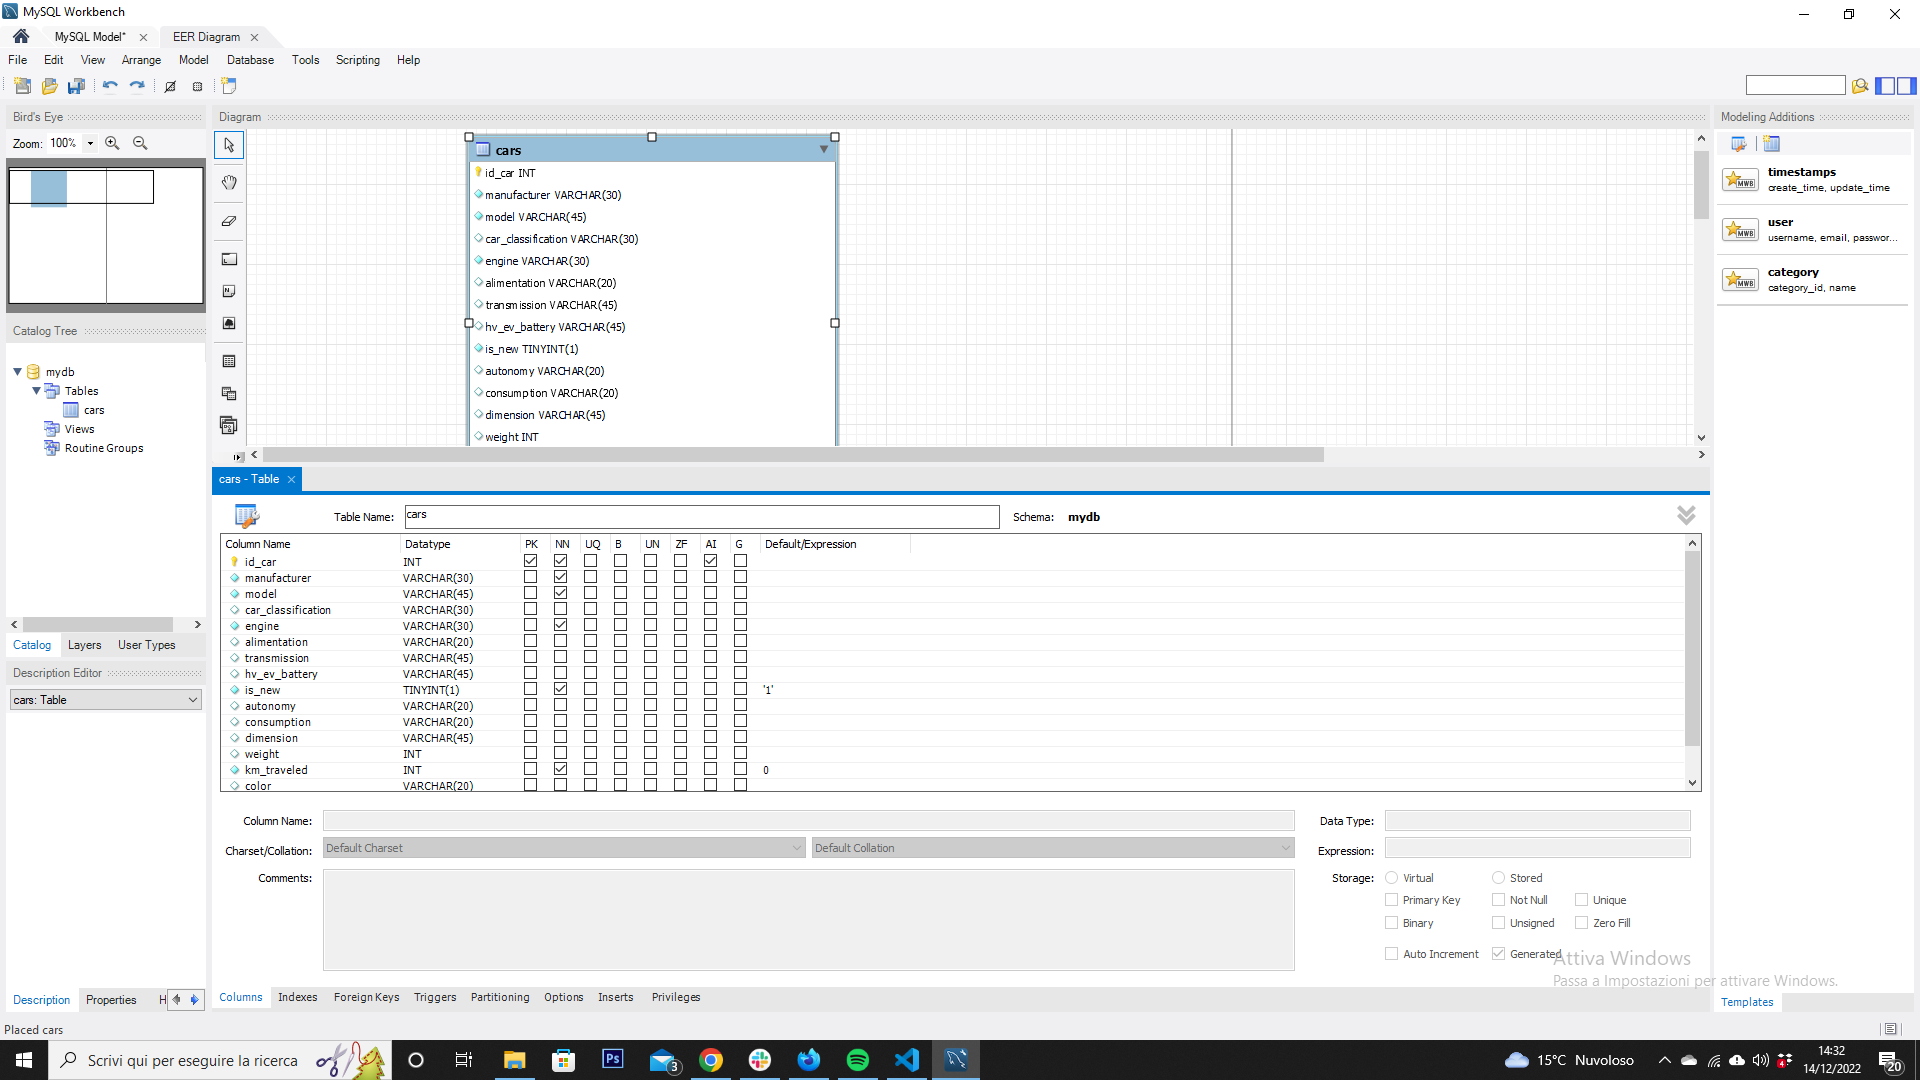 MySQL Workbench
MySQL Model*
EER Diagram
File Edit View Arrange Model Database Tools Scripting Help
Bird's Eye
Zoom: 100%
Catalog Tree
mydb
Tables
cars
Views
Routine Groups
Catalog Layers User Types
Description Editor
cars: Table
Description Properties H
Diagram
cars
id_car INT
manufacturer VARCHAR(30)
model VARCHAR(45)
car_classification VARCHAR(30)
engine VARCHAR(30)
alimentation VARCHAR(20)
transmission VARCHAR(45)
hv_ev_battery VARCHAR(45)
is_new TINYINT(1)
autonomy VARCHAR(20)
consumption VARCHAR(20)
dimension VARCHAR(45)
weight INT
Modeling Additions
MWB
timestamps
create_time, update_time
MWB
user
username, email, passwor...
MWB
category
category_id, name
cars - Table
Table Name: cars Schema: mydb
Column Name Datatype PK NN UQ B UN ZF AI G Default/Expression
id_car INT
manufacturer VARCHAR(30)
model VARCHAR(45)
car_classification VARCHAR(30)
engine VARCHAR(30)
alimentation VARCHAR(20)
transmission VARCHAR(45)
hv_ev_battery VARCHAR(45)
is_new TINYINT(1) '1'
autonomy VARCHAR(20)
consumption VARCHAR(20)
dimension VARCHAR(45)
weight INT
km_traveled INT 0
color VARCHAR(20)
Column Name: Data Type:
Charset/Collation: Default Charset Default Collation Expression:
Comments: Storage: Virtual Stored
Primary Key Not Null Unique
Binary Unsigned Zero Fill
Auto Increment Generated
Attiva Windows
Passa a Impostazioni per attivare Windows.
Columns Indexes Foreign Keys Triggers Partitioning Options Inserts Privileges
Templates
Placed cars
Scrivi qui per eseguire la ricerca
Ps
3
15°C Nuvoloso
14:32
14/12/2022
20